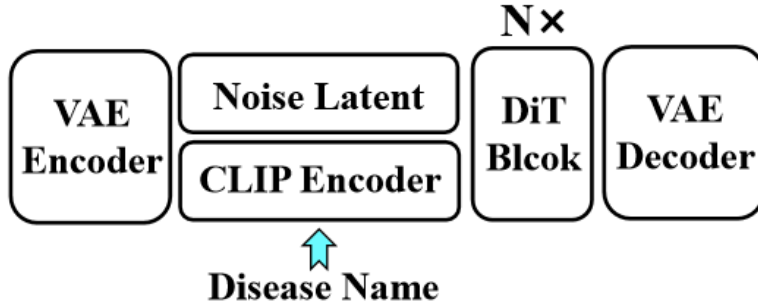 N×
VAE
Encoder
Noise Latent
CLIP Encoder
DiT
Blcok
VAE
Decoder
Disease Name